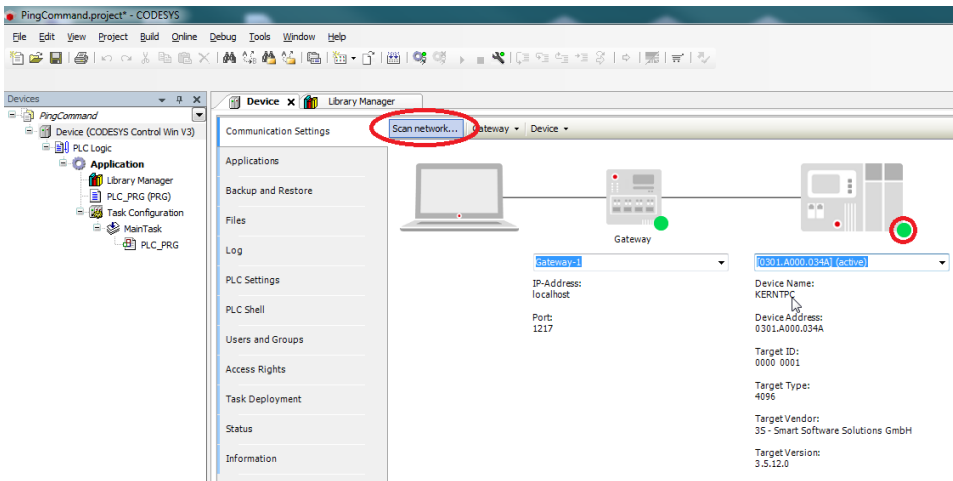 PingCommand.project* - CODESYS
File Edit View Project Build Online Debug Tools Window Help
Devices
PingCommand
Device (CODESYS Control Win V3)
PLC Logic
Application
Library Manager
PLC_PRG (PRG)
Task Configuration
MainTask
PLC_PRG
Device
Library Manager
Communication Settings
Applications
Backup and Restore
Files
Log
PLC Settings
PLC Shell
Users and Groups
Access Rights
Task Deployment
Status
Information
Scan network... Gateway Device
Gateway
Gateway-1
IP-Address:
localhost
Port:
1217
[0301.A000.034A] (active)
Device Name:
KERNTPC
Device Address:
0301.A000.034A
Target ID:
0000 0001
Target Type:
4096
Target Vendor:
3S - Smart Software Solutions GmbH
Target Version:
3.5.12.0